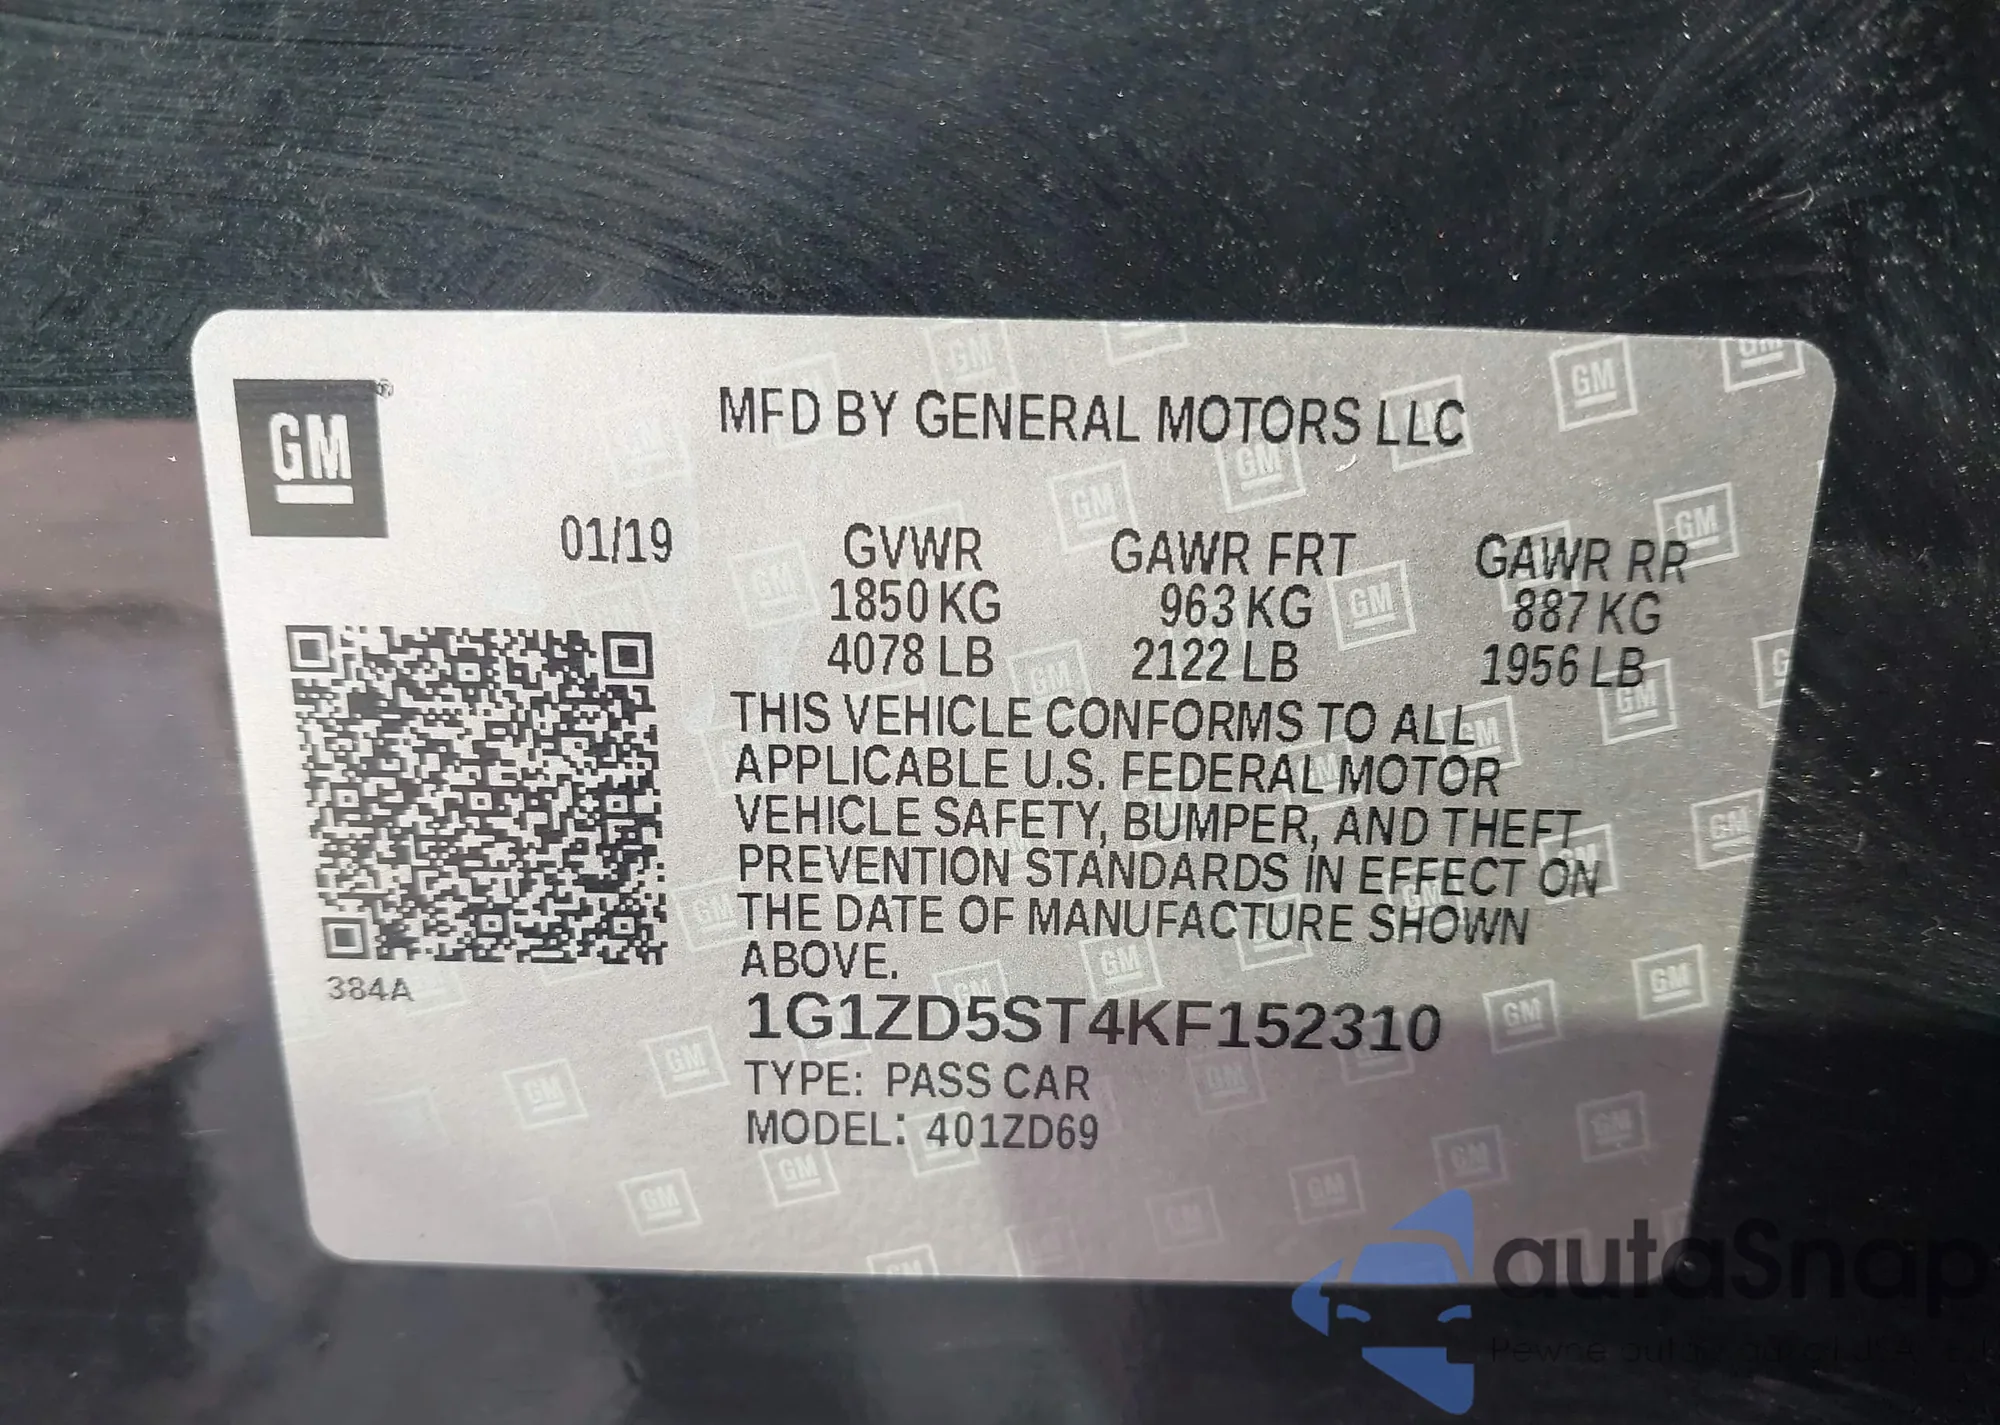 GM
MFD BY GENERAL MOTORS LLC
01/19
GVWR GAWR FRT GAWR RR
1850 KG 963 KG 887 KG
4078 LB 2122 LB 1956 LB
THIS VEHICLE CONFORMS TO ALL
APPLICABLE U.S. FEDERAL MOTOR
VEHICLE SAFETY, BUMPER, AND THEFT
PREVENTION STANDARDS IN EFFECT ON
THE DATE OF MANUFACTURE SHOWN
ABOVE.
384A
1G1ZD5ST4KF152310
TYPE: PASS CAR
MODEL: 401ZD69
autaSnap
Pewne auta